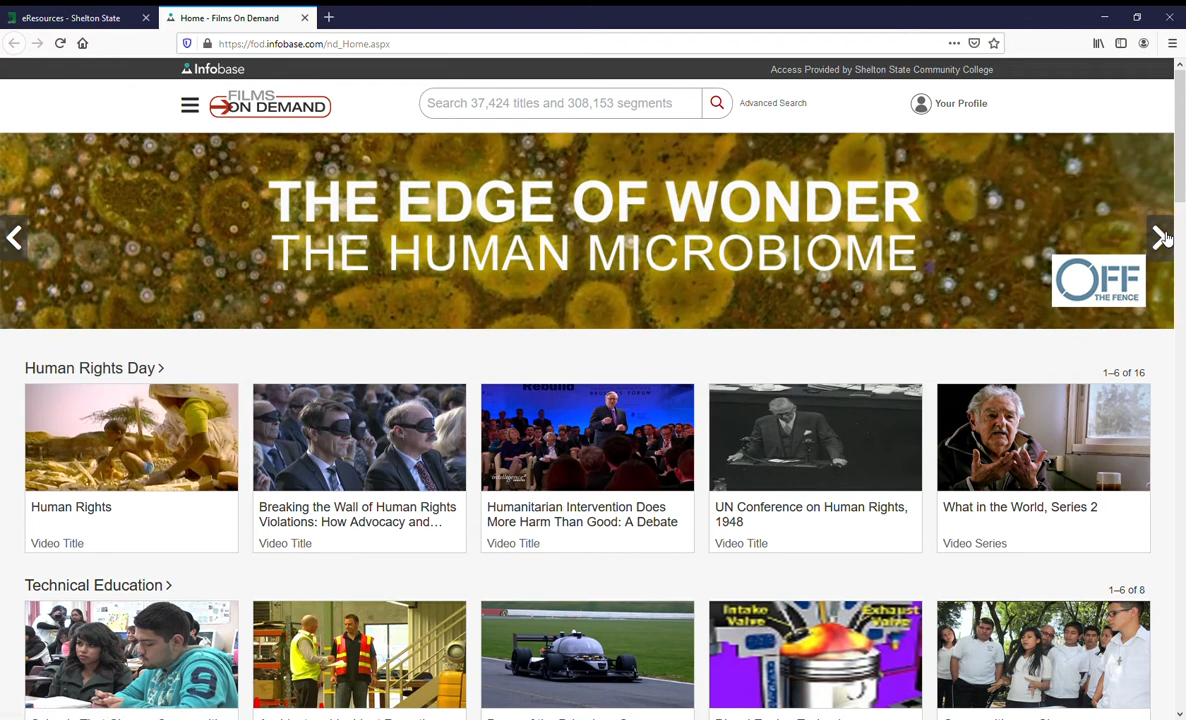 eResources - Shelton State
Home - Films On Demand
https://fod.infobase.com/nd_Home.aspx
Infobase
Access Provided by Shelton State Community College
FILMS
ON DEMAND
Search 37,424 titles and 308,153 segments
Advanced Search
Your Profile
THE EDGE OF WONDER
THE HUMAN MICROBIOME
OFF
THE FENCE
Human Rights Day >
1–6 of 16
Rebuild
intelligence
Human Rights
Video Title
Breaking the Wall of Human Rights
Violations: How Advocacy and...
Video Title
Humanitarian Intervention Does
More Harm Than Good: A Debate
Video Title
UN Conference on Human Rights,
1948
Video Title
What in the World, Series 2
Video Series
Technical Education >
1–6 of 8
9
Intake
Valve
Exhaust
Valve